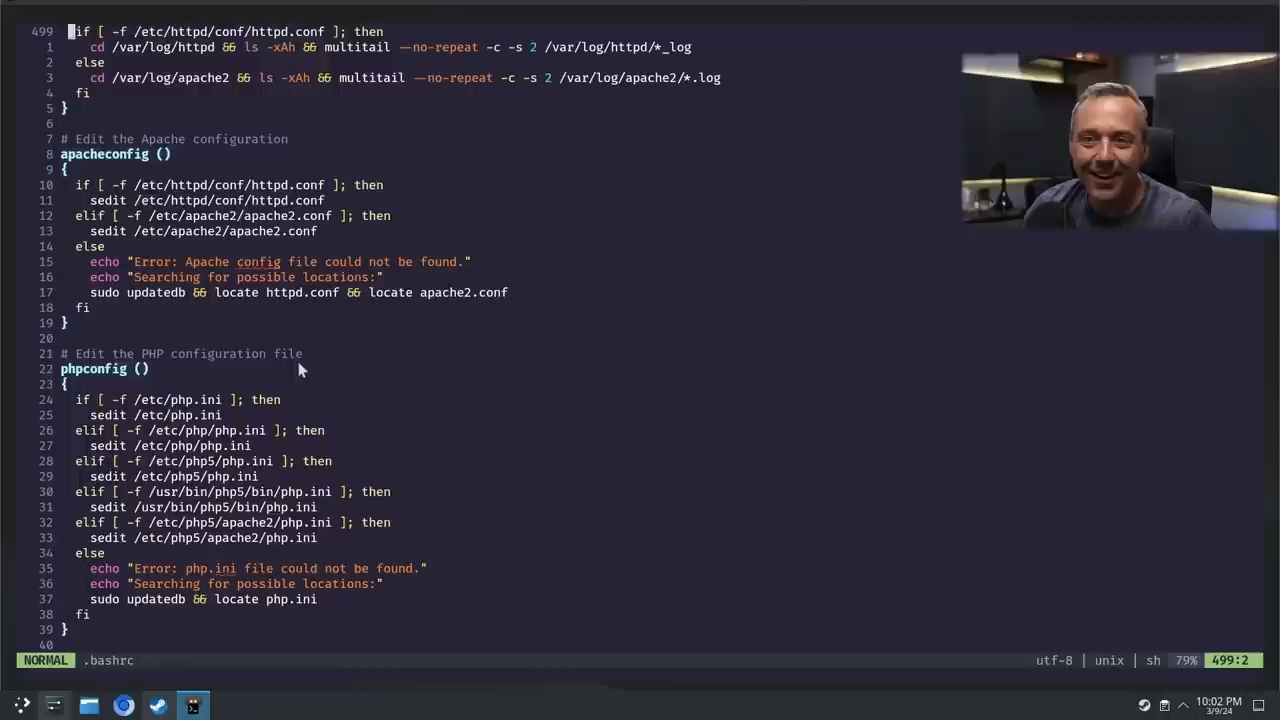 499 if [ -f /etc/httpd/conf/httpd.conf ]; then
1 cd /var/log/httpd && ls -xAh && multitail --no-repeat -c -s 2 /var/log/httpd/*_log
2 else
3 cd /var/log/apache2 && ls -xAh && multitail --no-repeat -c -s 2 /var/log/apache2/*.log
4 fi
5 }
6
7 # Edit the Apache configuration
8 apacheconfig ()
9 {
10 if [ -f /etc/httpd/conf/httpd.conf ]; then
11 sedit /etc/httpd/conf/httpd.conf
12 elif [ -f /etc/apache2/apache2.conf ]; then
13 sedit /etc/apache2/apache2.conf
14 else
15 echo "Error: Apache config file could not be found."
16 echo "Searching for possible locations:"
17 sudo updatedb && locate httpd.conf && locate apache2.conf
18 fi
19 }
20
21 # Edit the PHP configuration file
22 phpconfig ()
23 {
24 if [ -f /etc/php.ini ]; then
25 sedit /etc/php.ini
26 elif [ -f /etc/php/php.ini ]; then
27 sedit /etc/php/php.ini
28 elif [ -f /etc/php5/php.ini ]; then
29 sedit /etc/php5/php.ini
30 elif [ -f /usr/bin/php5/bin/php.ini ]; then
31 sedit /usr/bin/php5/bin/php.ini
32 elif [ -f /etc/php5/apache2/php.ini ]; then
33 sedit /etc/php5/apache2/php.ini
34 else
35 echo "Error: php.ini file could not be found."
36 echo "Searching for possible locations:"
37 sudo updatedb && locate php.ini
38 fi
39 }
40
NORMAL .bashrc utf-8 | unix | sh 79% 499:2
10:02 PM
3/9/24